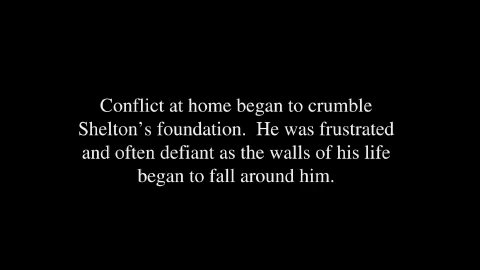 Conflict at home began to crumble
Shelton’s foundation.  He was frustrated
and often defiant as the walls of his life
began to fall around him.